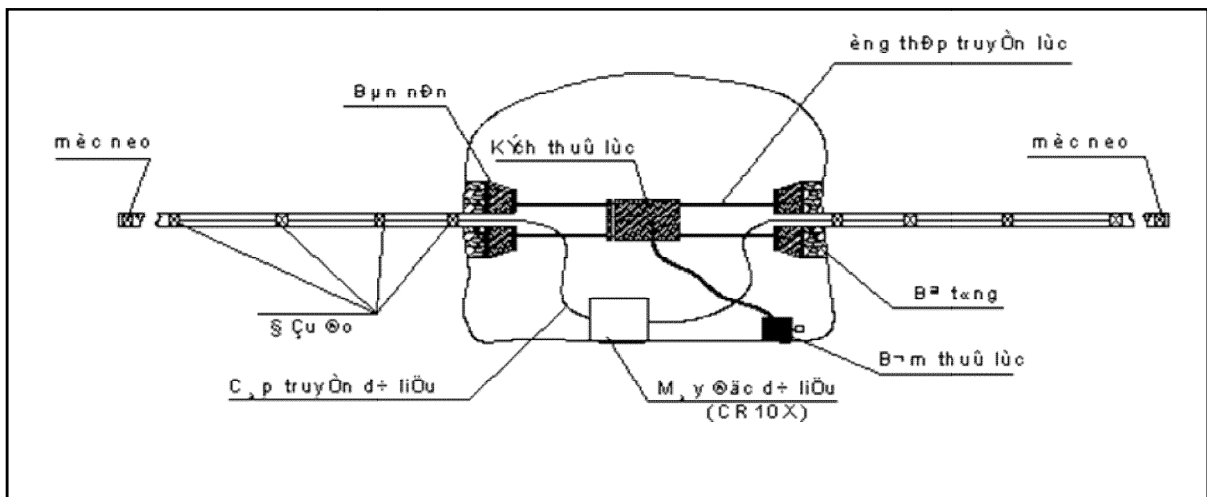 èng thÐp truyÒn lùc
Bµn nÐn
mèc neo
KÝch thuû lùc
mèc neo
Bª t«ng
§Çu ®o
B¬m thuû lùc
C¸p truyÒn d÷ liÖu
M¸y ®äc d÷ liÖu
(CR10X)